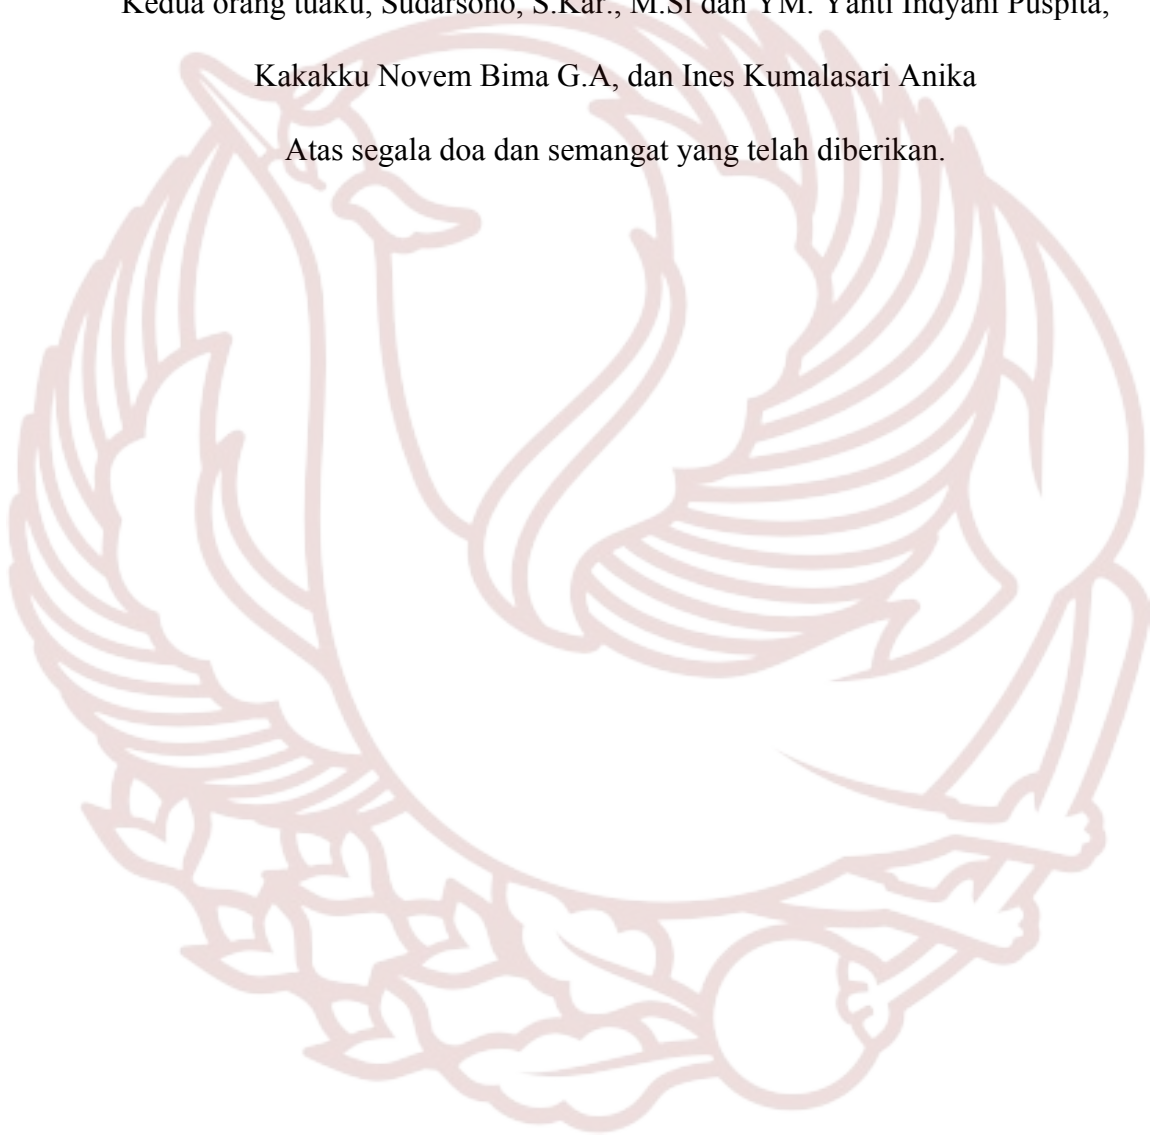 Kedua orang tuaku, Sudarsono, S.Kar., M.Si dan YM. Yanti Indyani Puspita,
Kakakku Novem Bima G.A, dan Ines Kumalasari Anika
Atas segala doa dan semangat yang telah diberikan.